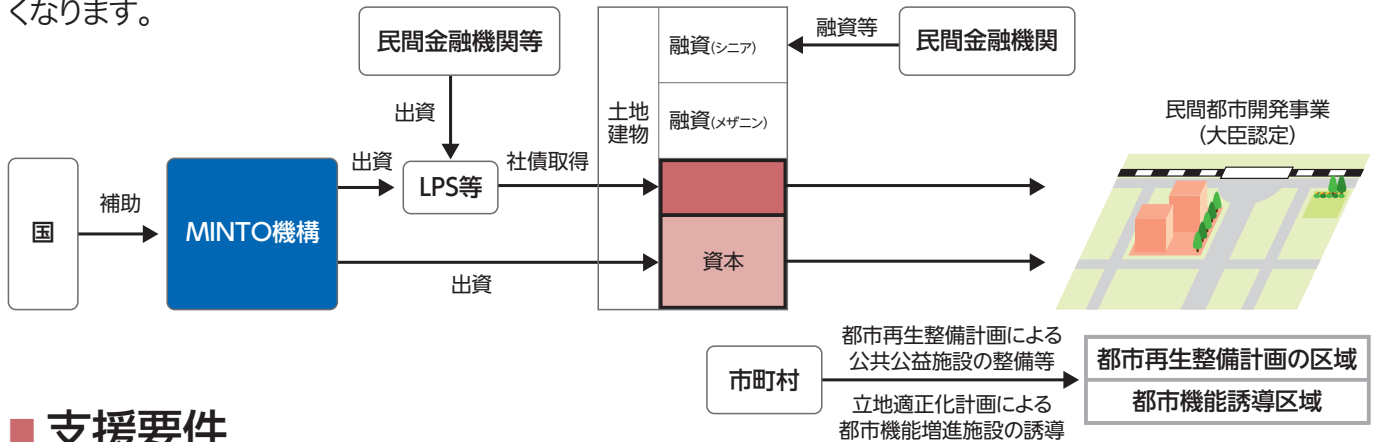 くなります。
民間金融機関等
融資(シニア)
融資等
民間金融機関
出資
土地
建物
融資(メザニン)
民間都市開発事業
(大臣認定)
国
補助
MINTO機構
出資
LPS等
社債取得
出資
資本
市町村
都市再生整備計画による
公共公益施設の整備等
立地適正化計画による
都市機能増進施設の誘導
都市再生整備計画の区域
都市機能誘導区域
■ 支援要件